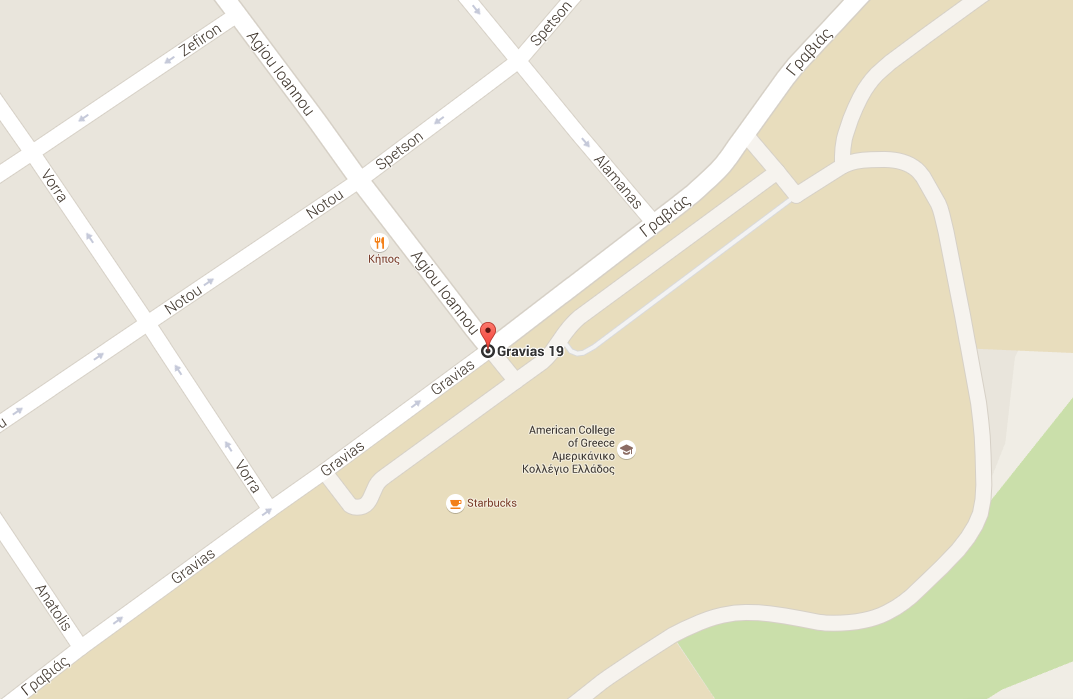 Spetson
Zefiron
Agiou Ioannou
Γραβιάς
Spetson
Alamanas
Vorra
Notou
Γραβιάς
Κήπος
Agiou Ioannou
Notou
Gravias 19
Gravias
American College
of Greece
Αμερικάνικο
Κολλέγιο Ελλάδος
Gravias
Vorra
Starbucks
Gravias
Anatolis
Γραβιάς